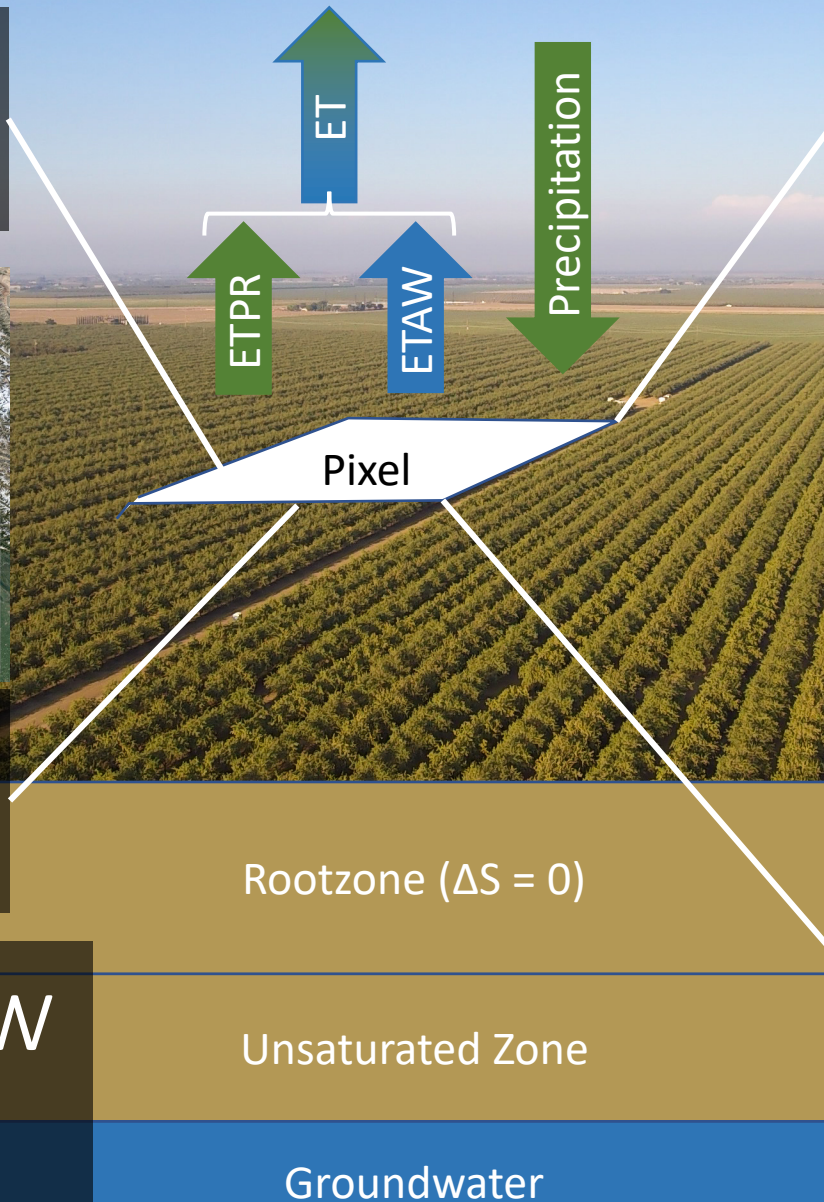 ET
Precipitation
ETPR
ETAW
Pixel
Rootzone (ΔS = 0)
W
Unsaturated Zone
Groundwater